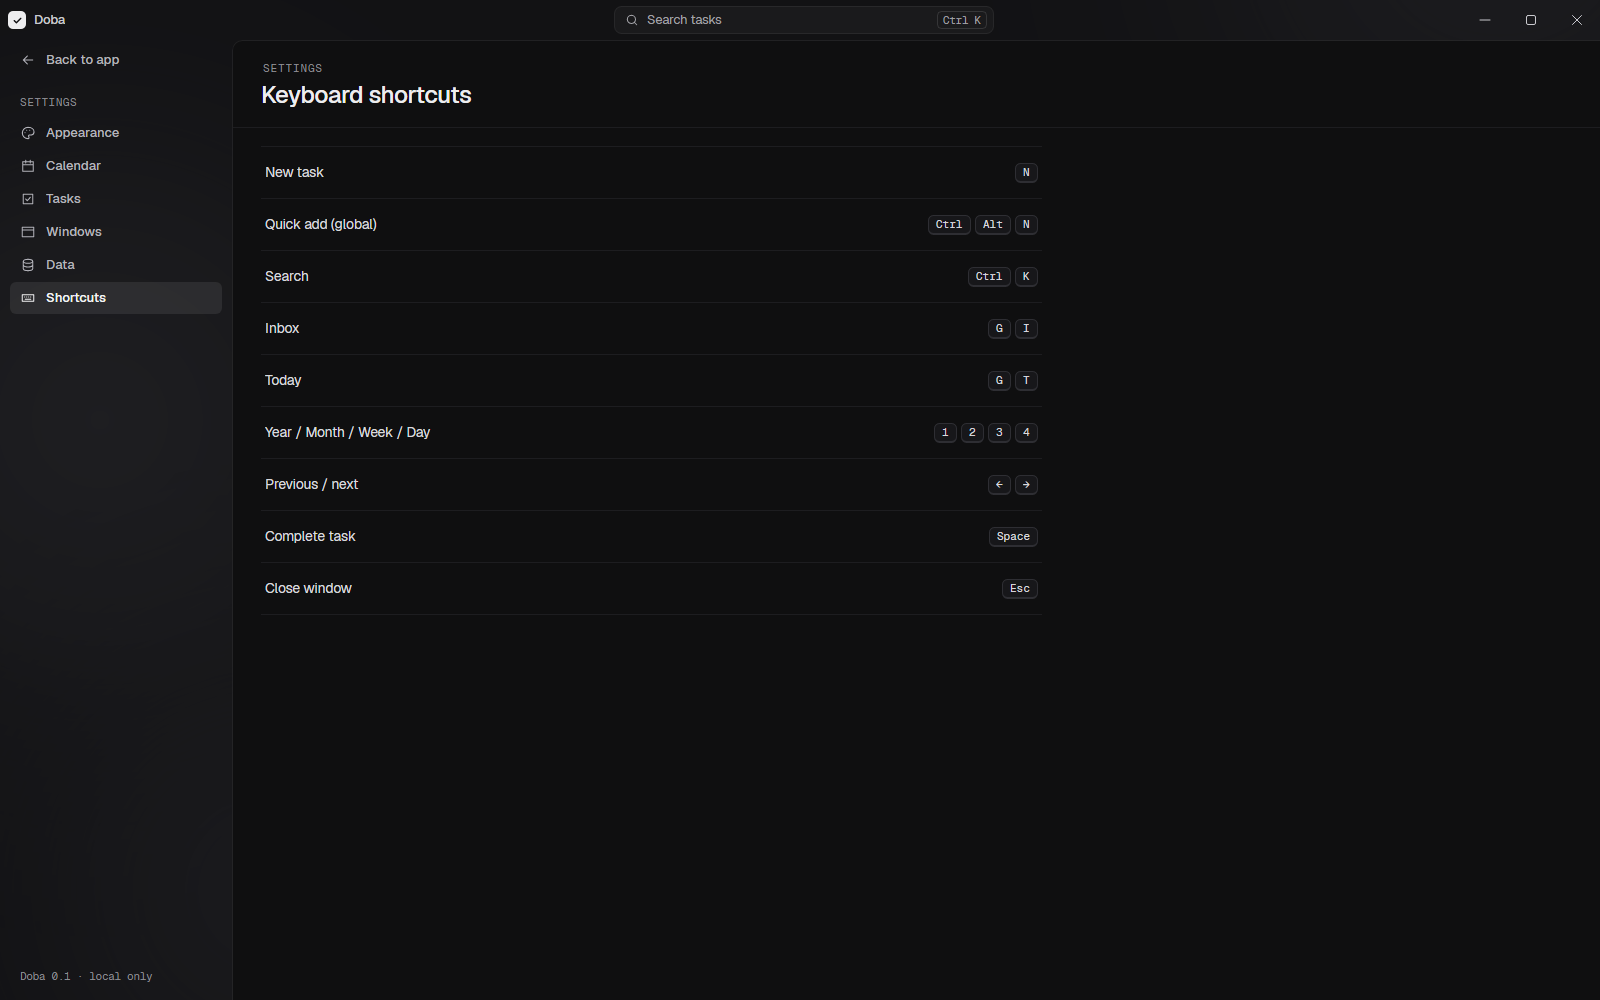 Doba
Search tasks Ctrl K
Back to app
SETTINGS
Appearance
Calendar
Tasks
Windows
Data
Shortcuts
Doba 0.1 · local only
SETTINGS
Keyboard shortcuts
New task N
Quick add (global) Ctrl Alt N
Search Ctrl K
Inbox G I
Today G T
Year / Month / Week / Day 1 2 3 4
Previous / next ← →
Complete task Space
Close window Esc